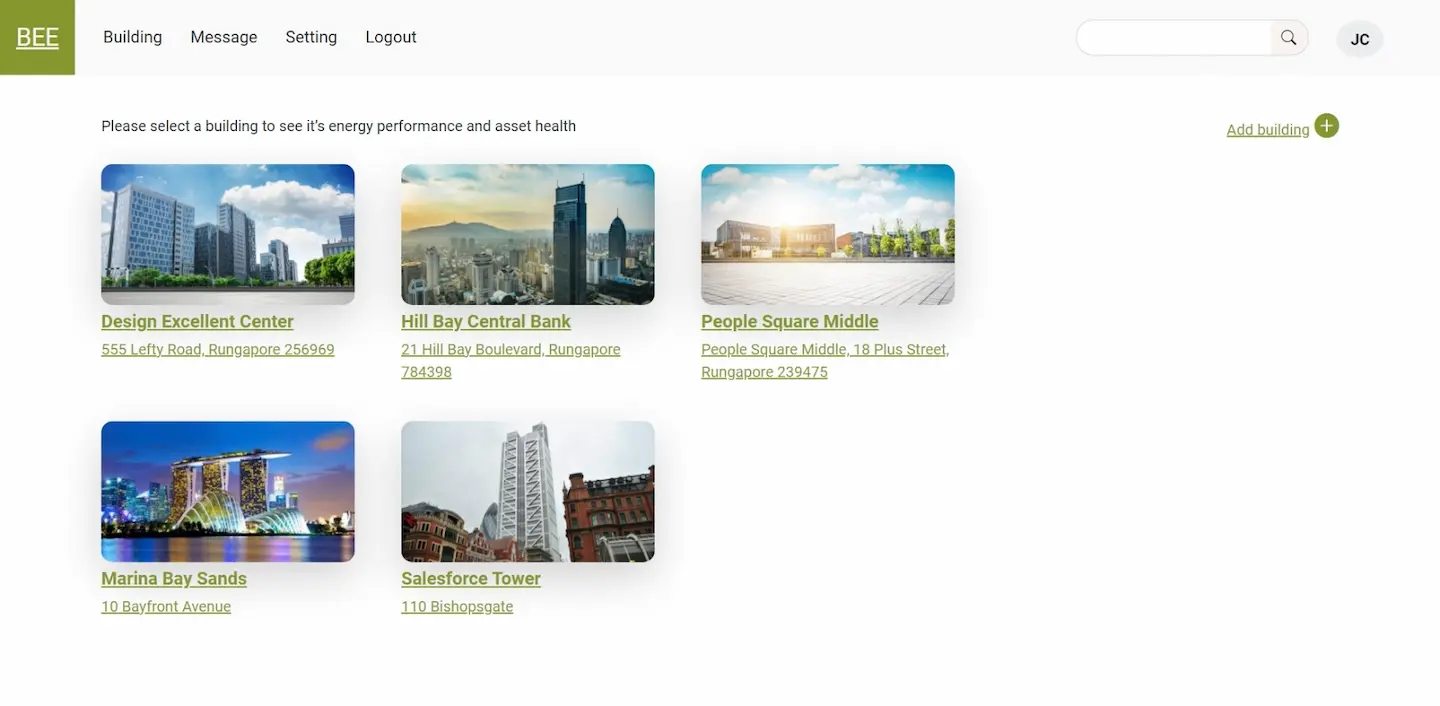 BEE
Building Message Setting Logout
JC
Please select a building to see it’s energy performance and asset health
Add building
Design Excellent Center
555 Lefty Road, Rungapore 256969
Hill Bay Central Bank
21 Hill Bay Boulevard, Rungapore
784398
People Square Middle
People Square Middle, 18 Plus Street,
Rungapore 239475
Marina Bay Sands
10 Bayfront Avenue
Salesforce Tower
110 Bishopsgate